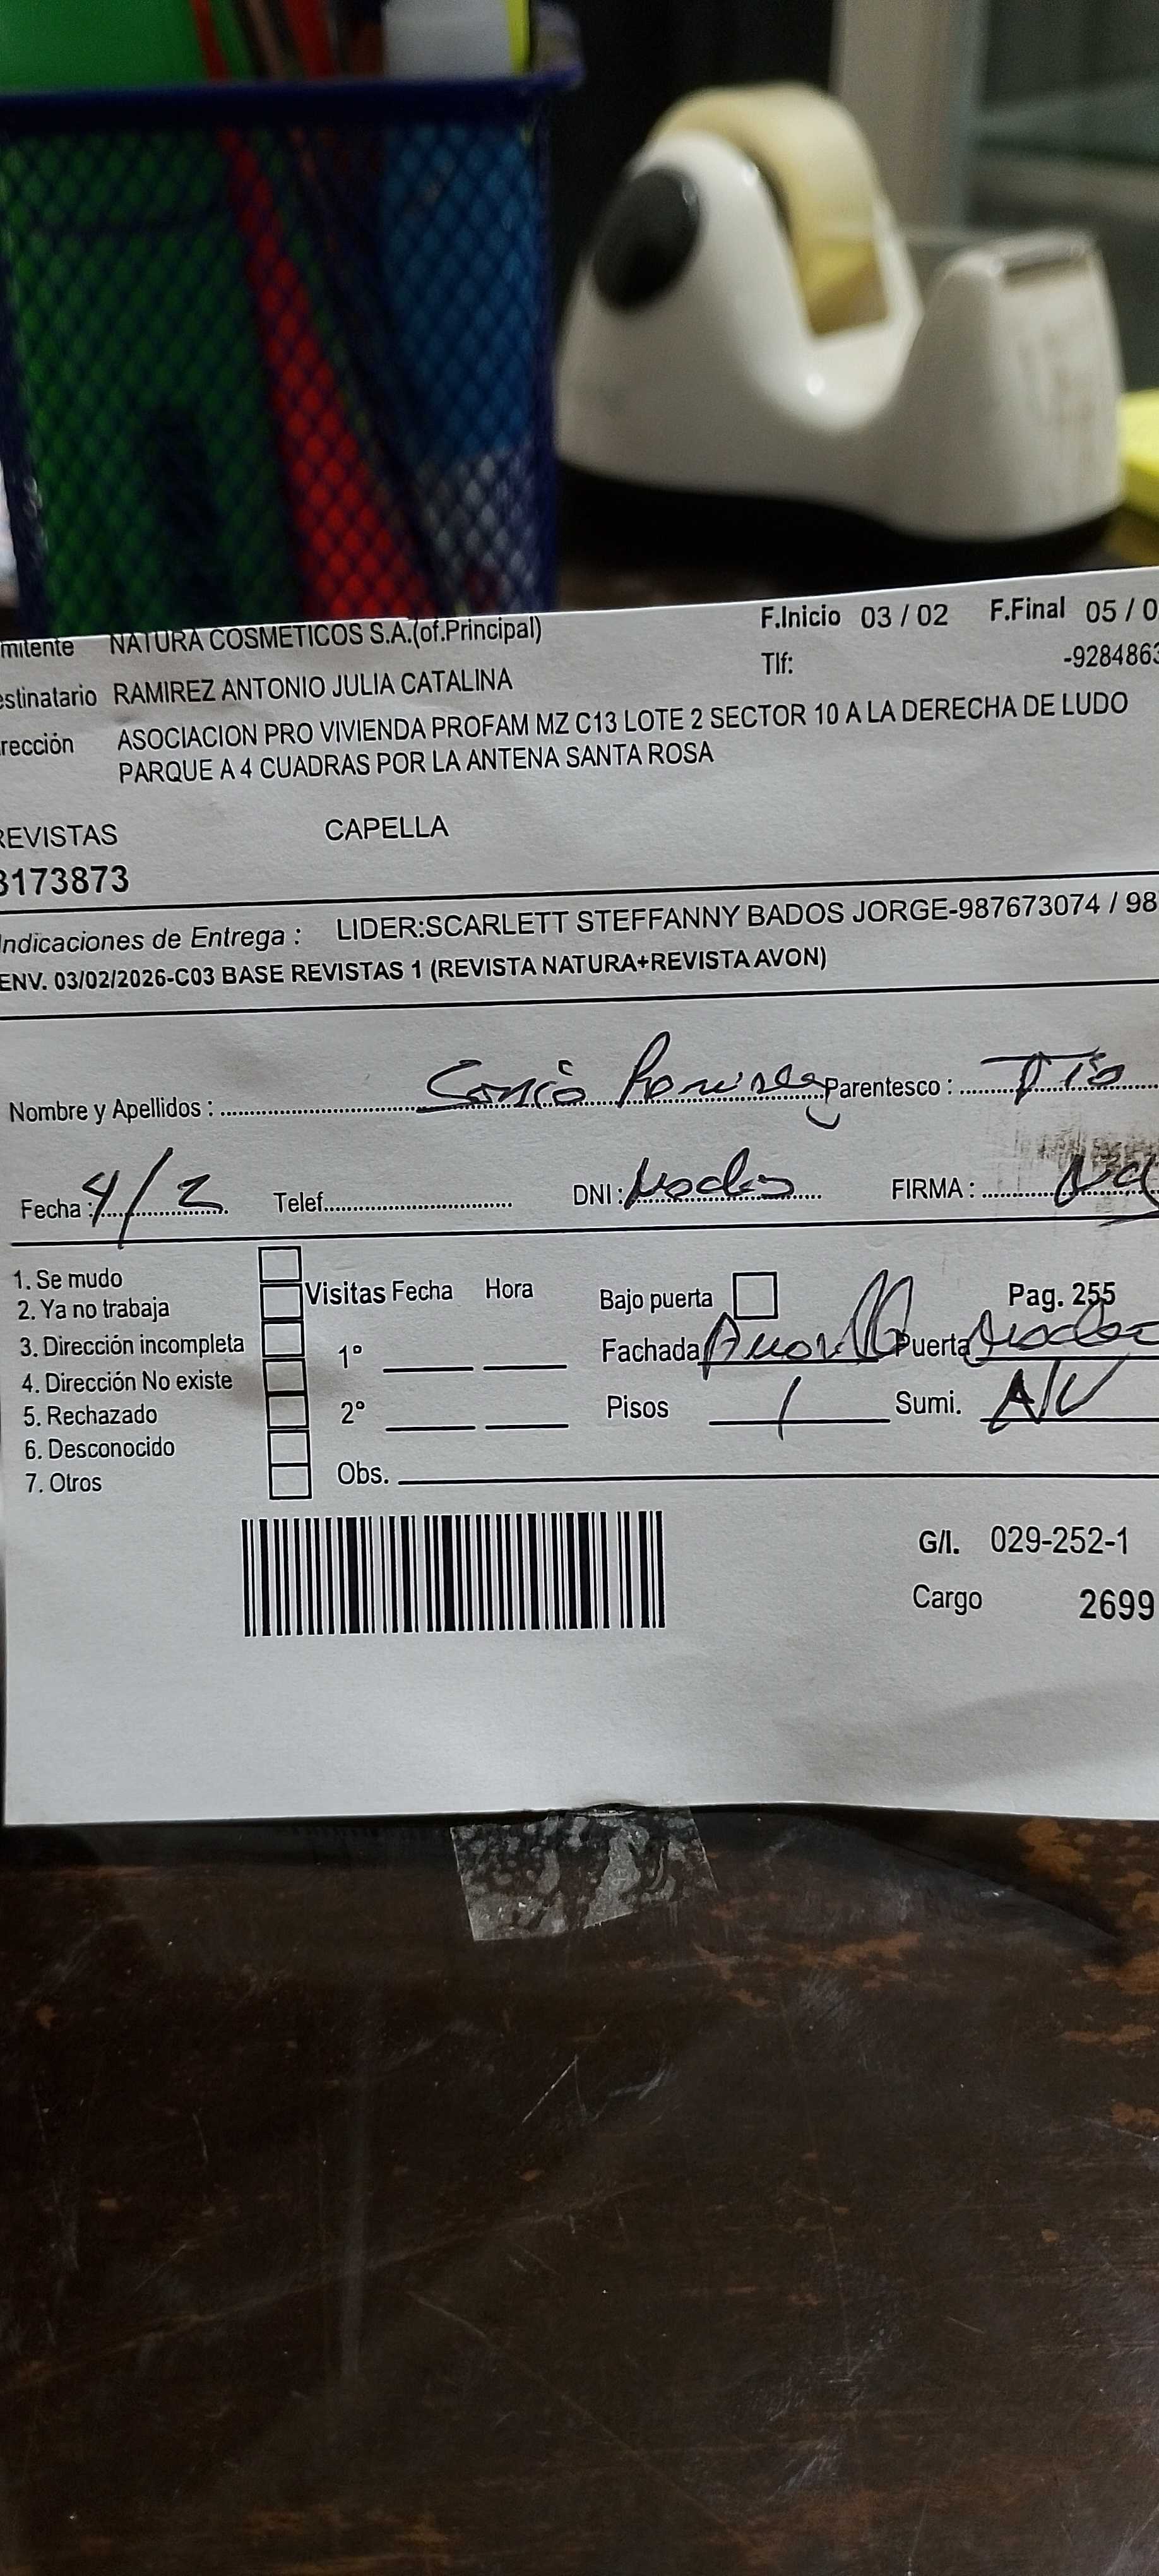 mitente NATURA COSMETICOS S.A.(of.Principal) F.Inicio 03 / 02 F.Final 05 / 0
Tlf: -9284863
estinatario RAMIREZ ANTONIO JULIA CATALINA
rección ASOCIACION PRO VIVIENDA PROFAM MZ C13 LOTE 2 SECTOR 10 A LA DERECHA DE LUDO
PARQUE A 4 CUADRAS POR LA ANTENA SANTA ROSA
REVISTAS CAPELLA
3173873
Indicaciones de Entrega : LIDER:SCARLETT STEFFANNY BADOS JORGE-987673074 / 98
ENV. 03/02/2026-C03 BASE REVISTAS 1 (REVISTA NATURA+REVISTA AVON)
Nombre y Apellidos : Parentesco : Tio
Fecha : 4/2 Telef. DNI : FIRMA :
1. Se mudo
2. Ya no trabaja Visitas Fecha Hora Bajo puerta Pag. 255
3. Dirección incompleta 1º Fachada Puerta
4. Dirección No existe
5. Rechazado 2º Pisos 1 Sumi. A/V
6. Desconocido
7. Otros Obs.
G/I. 029-252-1
Cargo 2699